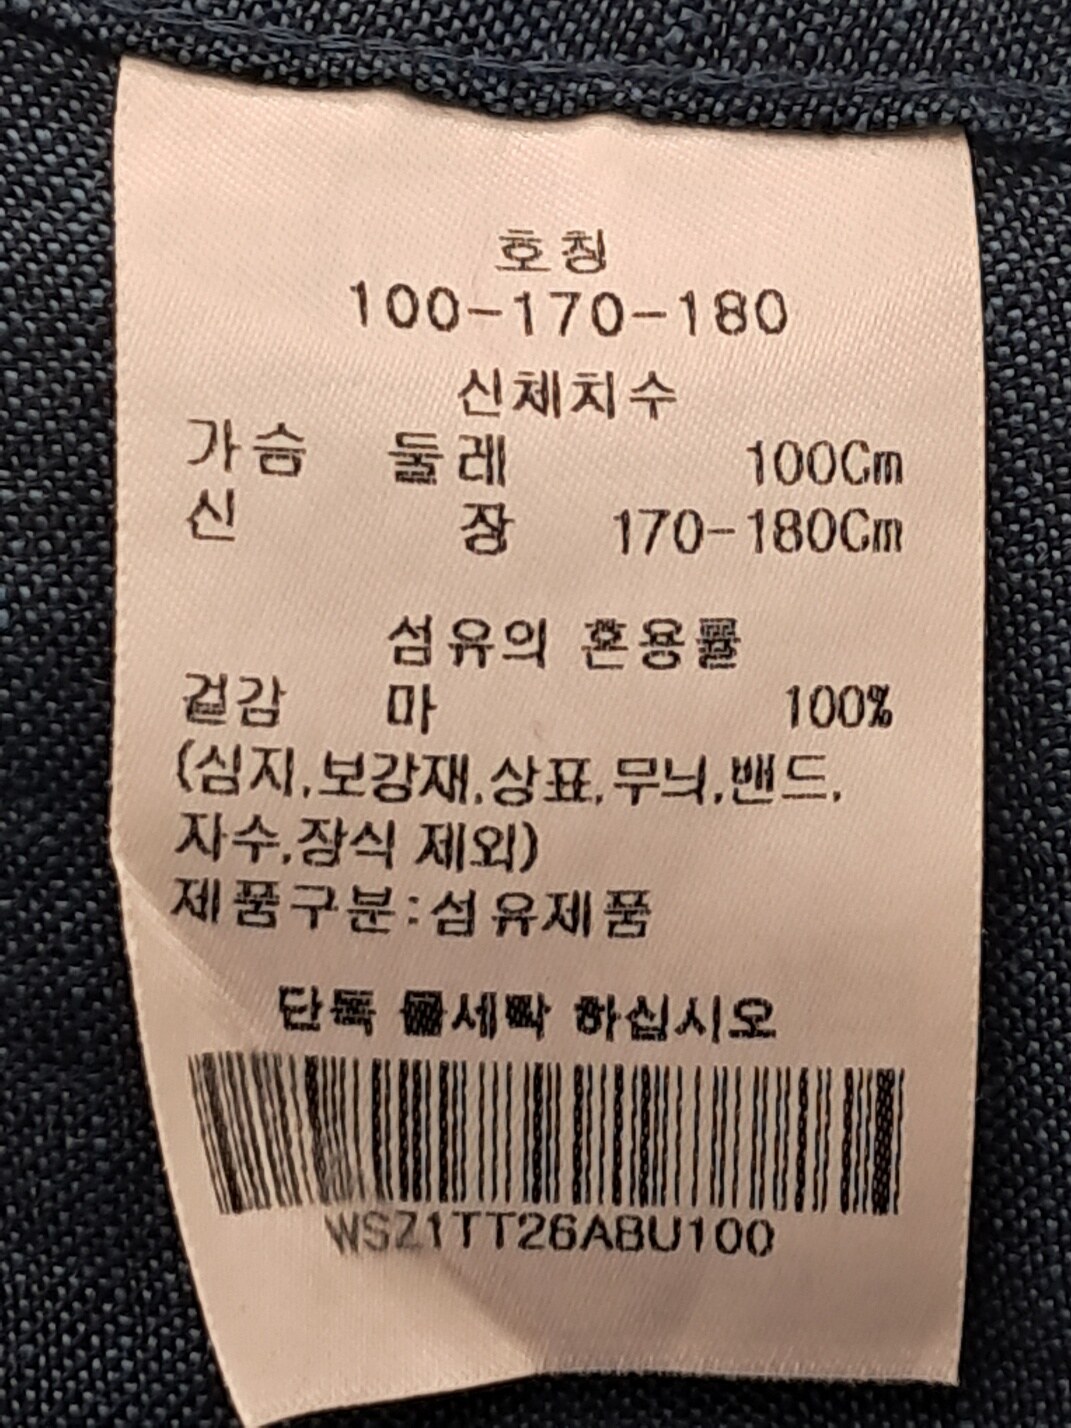 호칭
100-170-180
신체치수
가슴 둘레 100Cm
신 장 170-180Cm
섬유의 혼용률
겉감 마 100%
(심지,보강재,상표,무늬,밴드,
자수,장식 제외)
제품구분:섬유제품
단독 물세탁 하십시오
WSZ1TT26ABU100